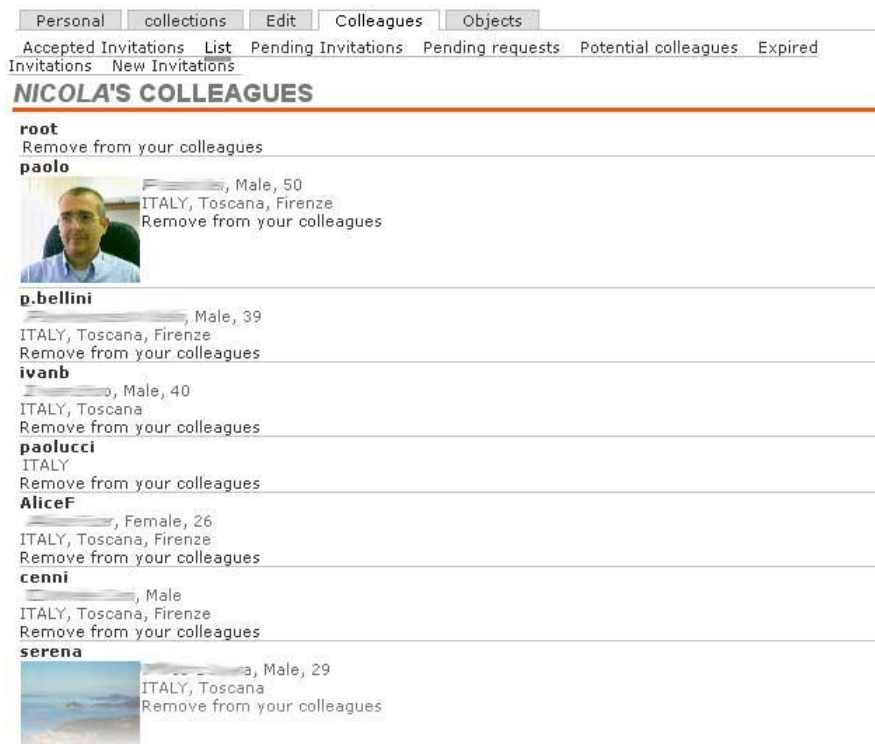 Personal collections Edit Colleagues Objects
Accepted Invitations List Pending Invitations Pending requests Potential colleagues Expired
Invitations New Invitations
NICOLA'S COLLEAGUES
root
Remove from your colleagues
paolo
, Male, 50
ITALY, Toscana, Firenze
Remove from your colleagues
p.bellini
, Male, 39
ITALY, Toscana, Firenze
Remove from your colleagues
ivanb
, Male, 40
ITALY, Toscana
Remove from your colleagues
paolucci
ITALY
Remove from your colleagues
AliceF
, Female, 26
ITALY, Toscana, Firenze
Remove from your colleagues
cenni
, Male
ITALY, Toscana, Firenze
Remove from your colleagues
serena
, Male, 29
ITALY, Toscana
Remove from your colleagues